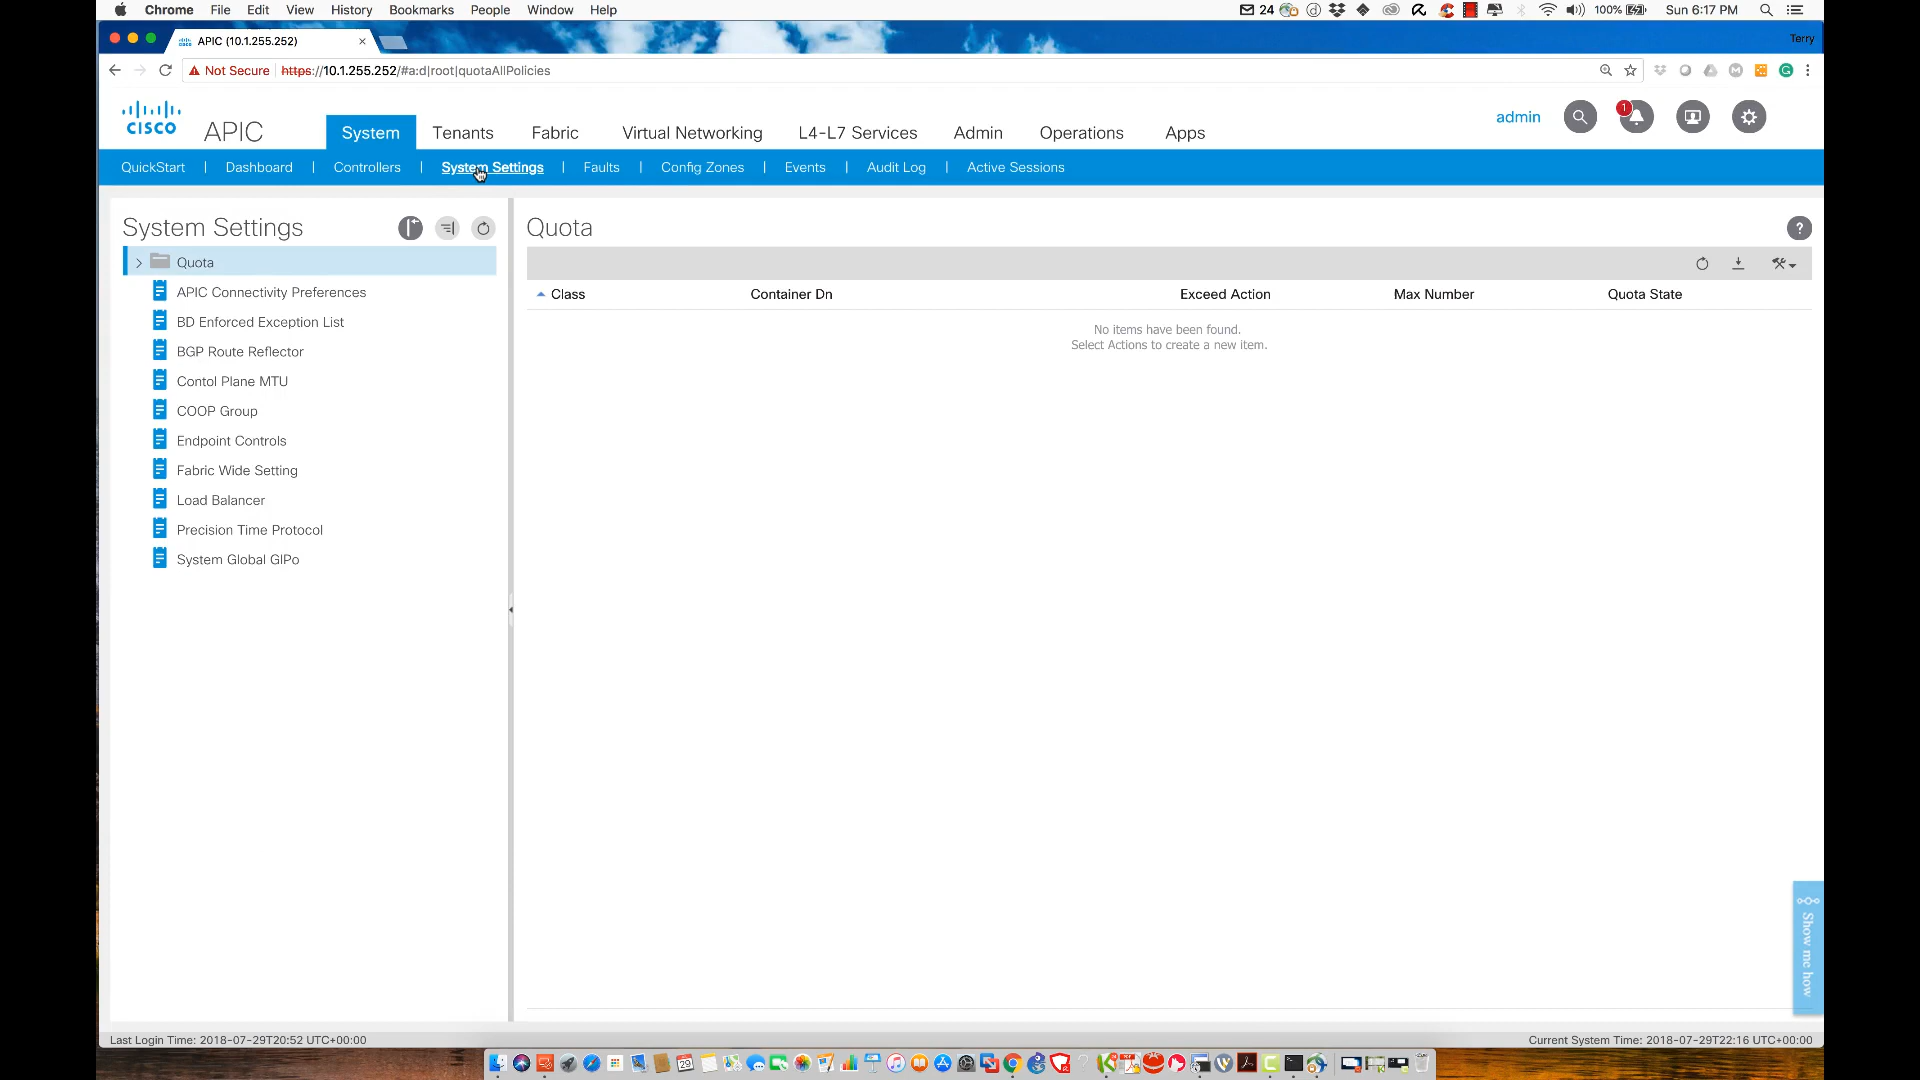 Chrome File Edit View History Bookmarks People Window Help 24 100% Sun 6:17 PM
APIC (10.1.255.252) Terry
Not Secure https://10.1.255.252/#a:d|root|quotaAllPolicies
CISCO APIC System Tenants Fabric Virtual Networking L4-L7 Services Admin Operations Apps admin 1
QuickStart | Dashboard | Controllers | System Settings | Faults | Config Zones | Events | Audit Log | Active Sessions
System Settings
Quota
APIC Connectivity Preferences
BD Enforced Exception List
BGP Route Reflector
Contol Plane MTU
COOP Group
Endpoint Controls
Fabric Wide Setting
Load Balancer
Precision Time Protocol
System Global GIPo
Quota ?
Class Container Dn Exceed Action Max Number Quota State
No items have been found.
Select Actions to create a new item.
Show me how
Last Login Time: 2018-07-29T20:52 UTC+00:00 Current System Time: 2018-07-29T22:16 UTC+00:00